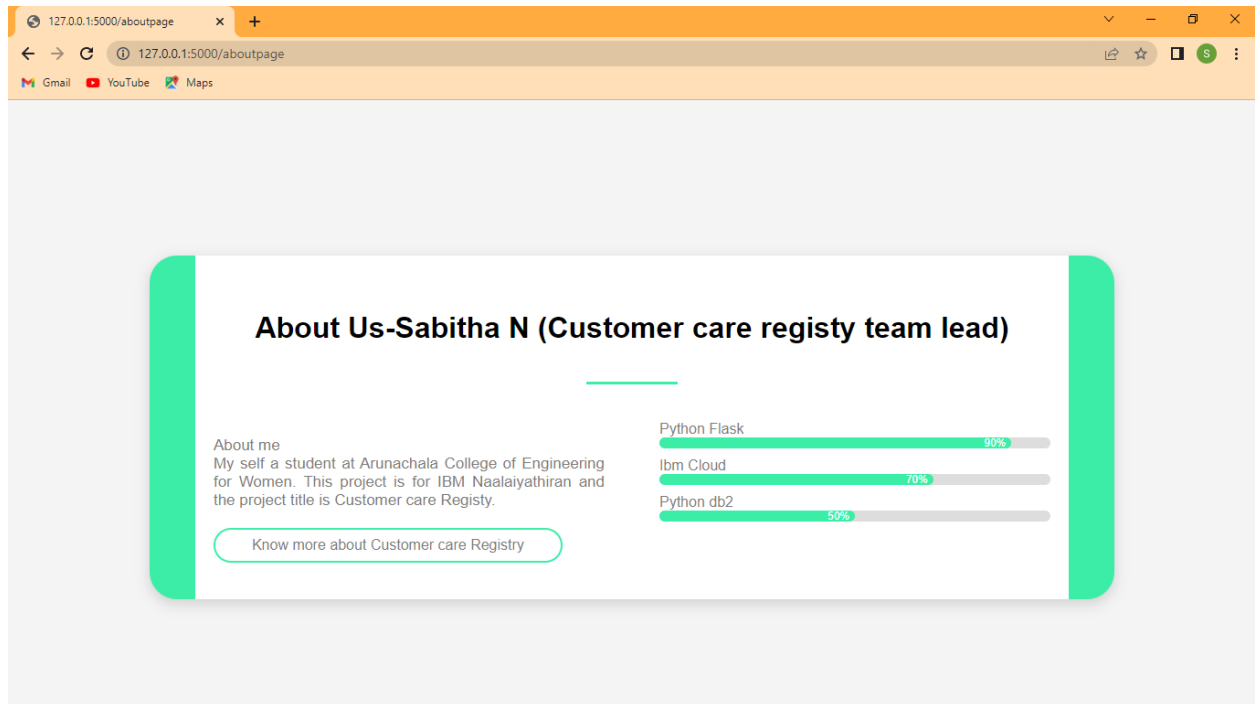 127.0.0.1:5000/aboutpage
127.0.0.1:5000/aboutpage
S
Gmail YouTube Maps
About Us-Sabitha N (Customer care registy team lead)
About me
My self a student at Arunachala College of Engineering
for Women. This project is for IBM Naalaiyathiran and
the project title is Customer care Registy.
Know more about Customer care Registry
Python Flask
90%
Ibm Cloud
70%
Python db2
50%